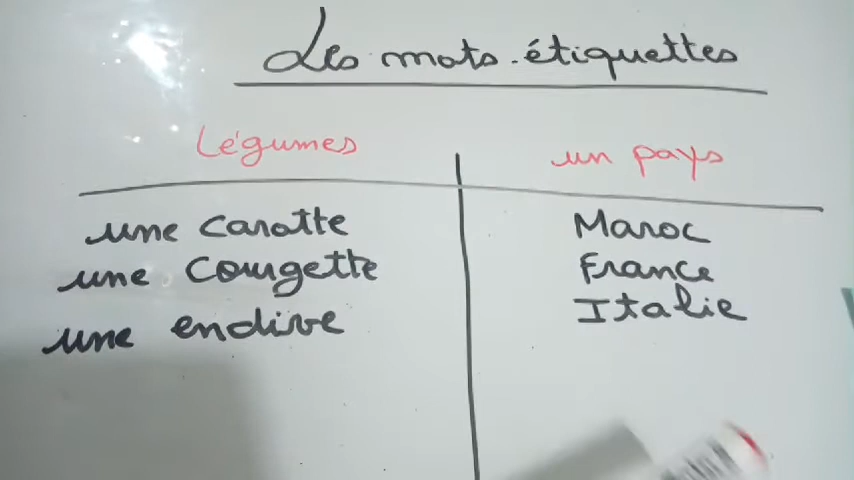 Les mots-étiquettes
Légumes
un pays
une carotte
Maroc
une courgette
France
une endive
Italie